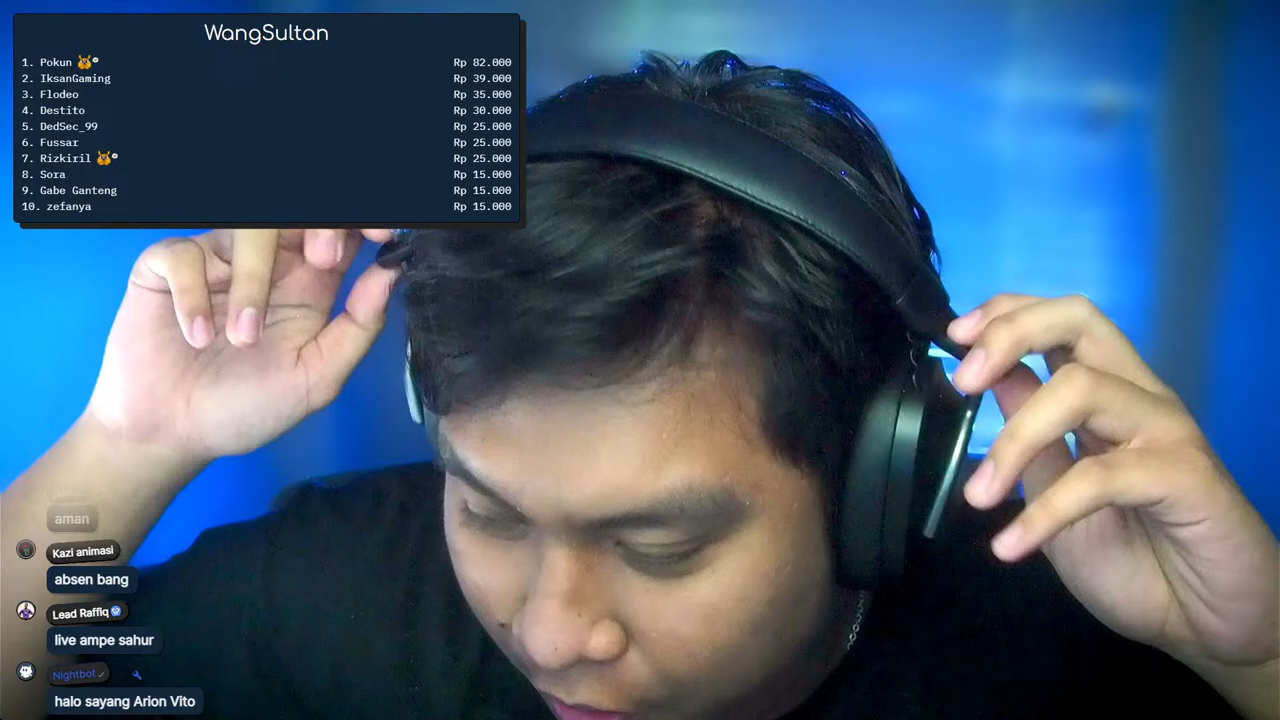 WangSultan
1. Pokun Rp 82.000
2. IksanGaming Rp 39.000
3. Flodeo Rp 35.000
4. Destito Rp 30.000
5. DedSec_99 Rp 25.000
6. Fussar Rp 25.000
7. Rizkiril Rp 25.000
8. Sora Rp 15.000
9. Gabe Ganteng Rp 15.000
10. zefanya Rp 15.000
aman
Kazi animasi
absen bang
Lead Raffiq
live ampe sahur
Nightbot
halo sayang Arion Vito